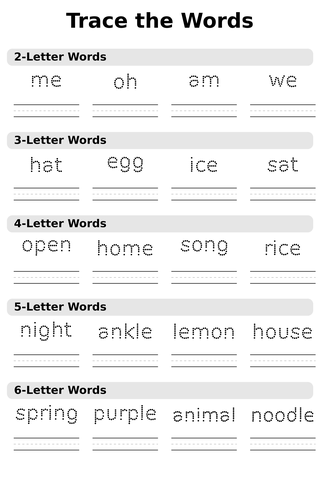 Trace the Words
2-Letter Words
me oh am we
3-Letter Words
hat egg ice sat
4-Letter Words
open home song rice
5-Letter Words
night ankle lemon house
6-Letter Words
spring purple animal noodle